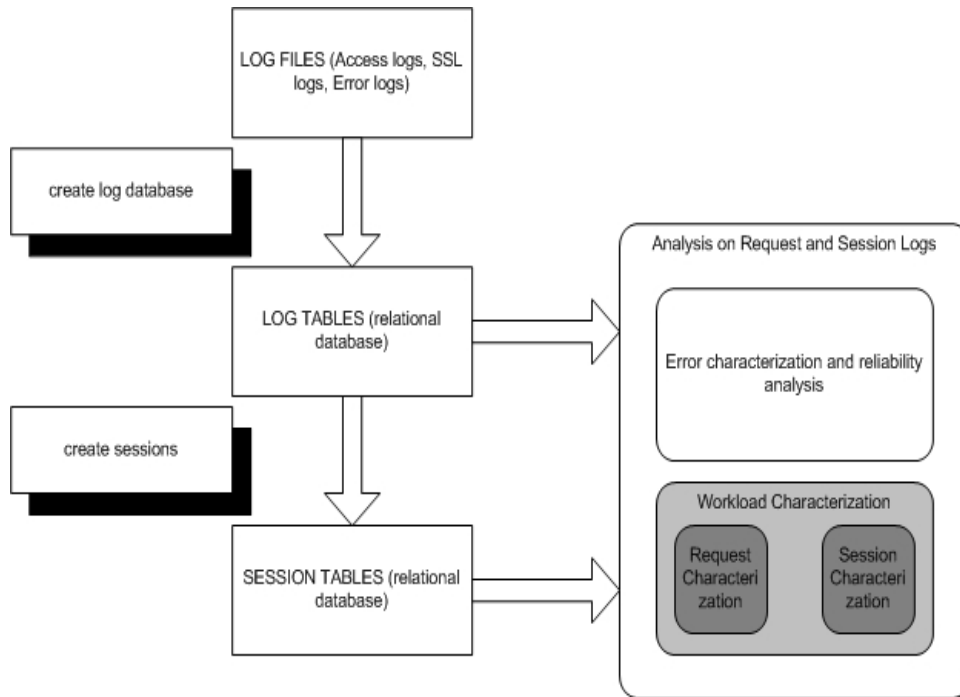 LOG FILES (Access logs, SSL
logs, Error logs)
create log database
Analysis on Request and Session Logs
LOG TABLES (relational
database)
Error characterization and reliability
analysis
create sessions
Workload Characterization
Request
Characteri
zation
Session
Characteri
zation
SESSION TABLES (relational
database)